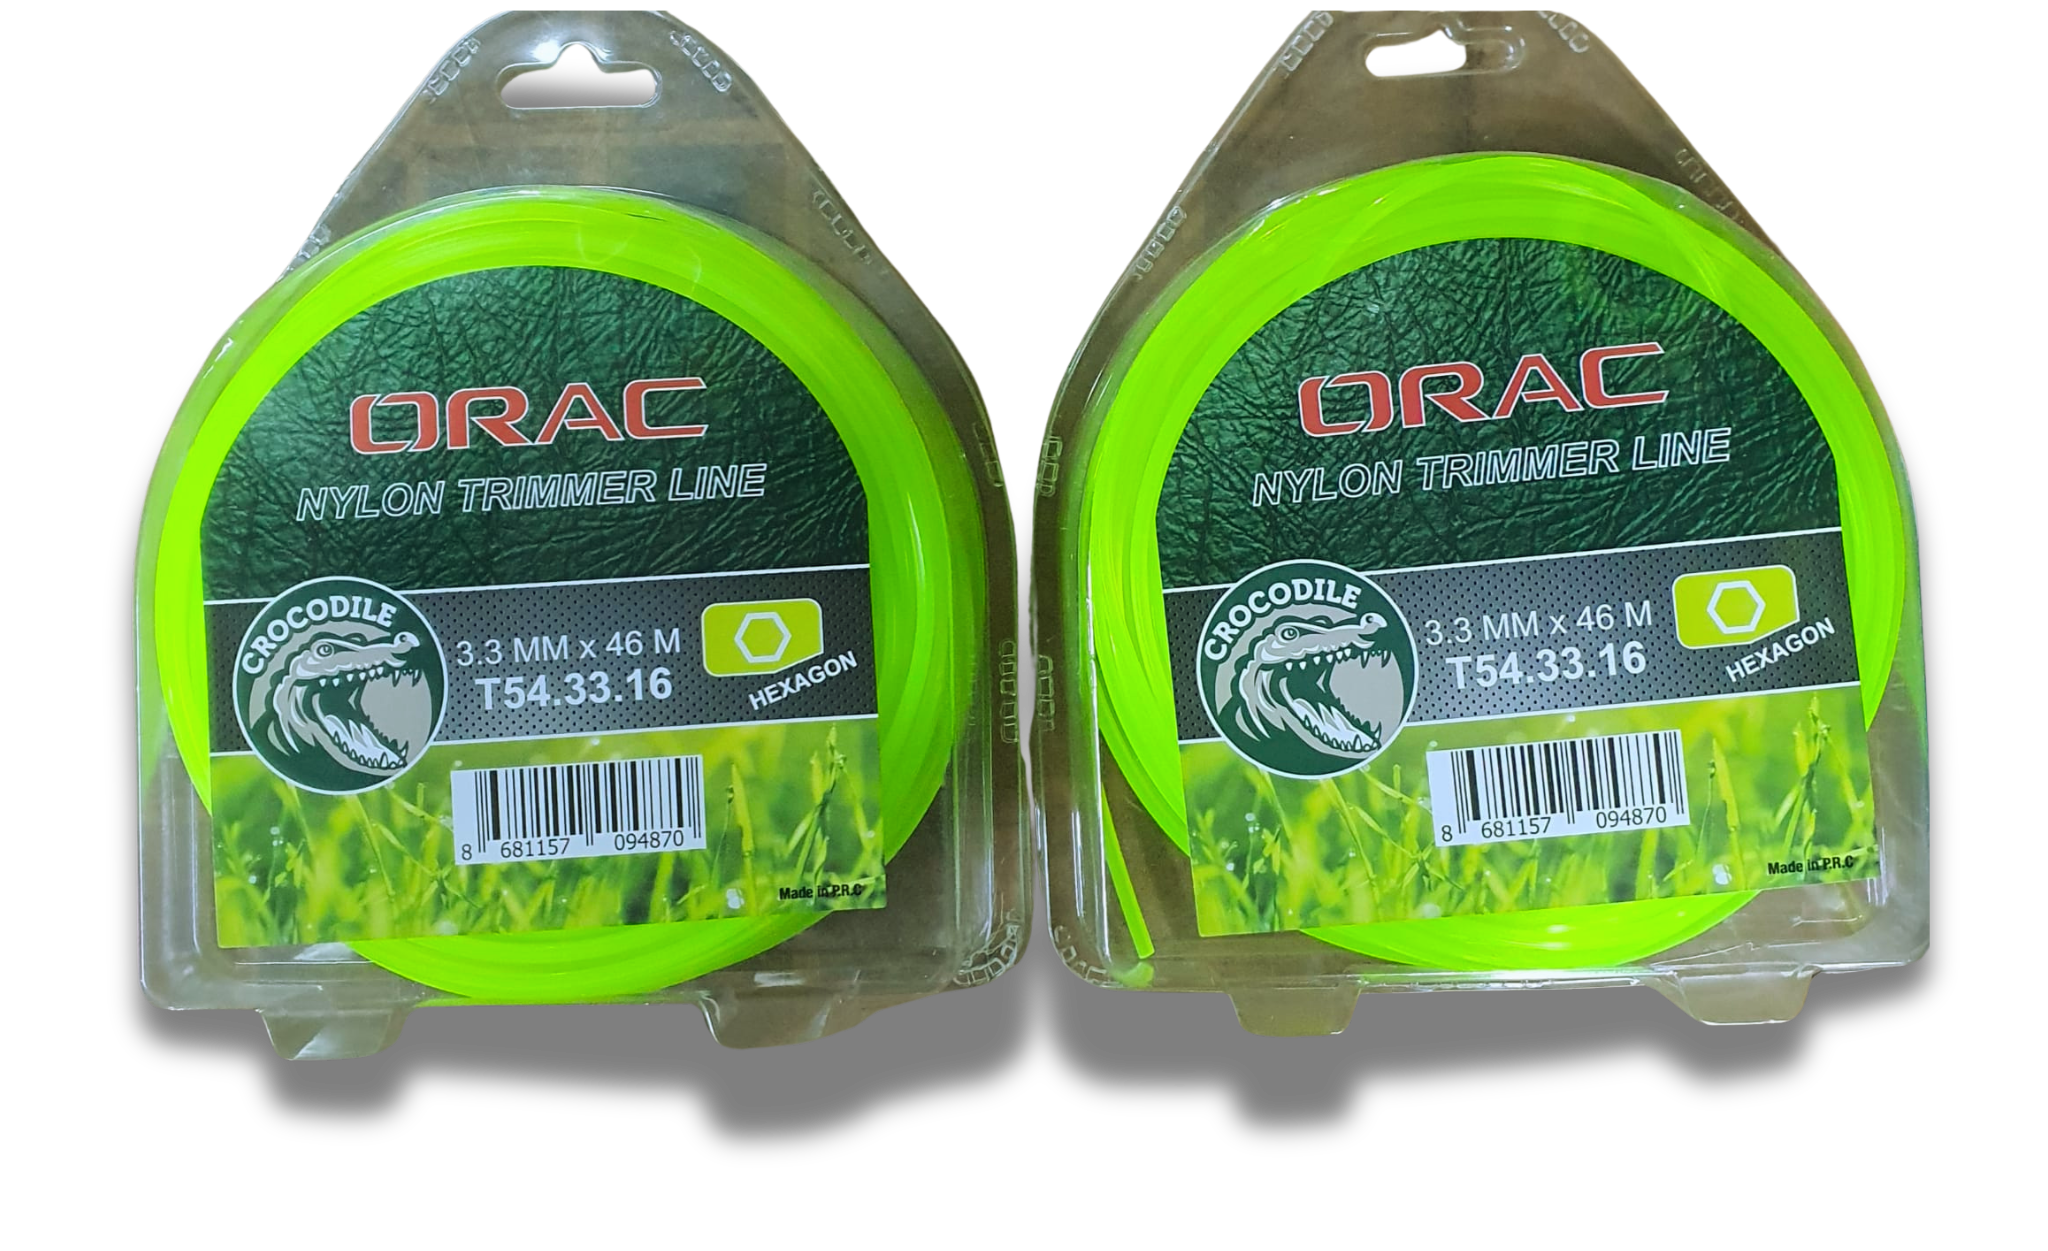 ORAC
NYLON TRIMMER LINE
CROCODILE
3.3 MM x 46 M
T54.33.16
HEXAGON
8 681157 094870
Made in P.R.C
ORAC
NYLON TRIMMER LINE
CROCODILE
3.3 MM x 46 M
T54.33.16
HEXAGON
8 681157 094870
Made in P.R.C